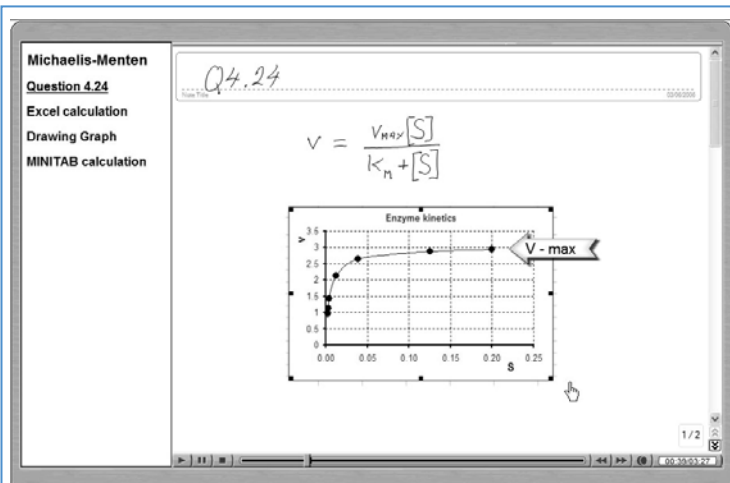 Michaelis-Menten
Question 4.24
Excel calculation
Drawing Graph
MINITAB calculation
Q4.24
Note Title
v = vMAX[S] / KM + [S]
Enzyme kinetics
v
3.5
3
2.5
2
1.5
1
0.5
0
V - max
0.00 0.05 0.10 0.15 0.20 0.25
S
1 / 2